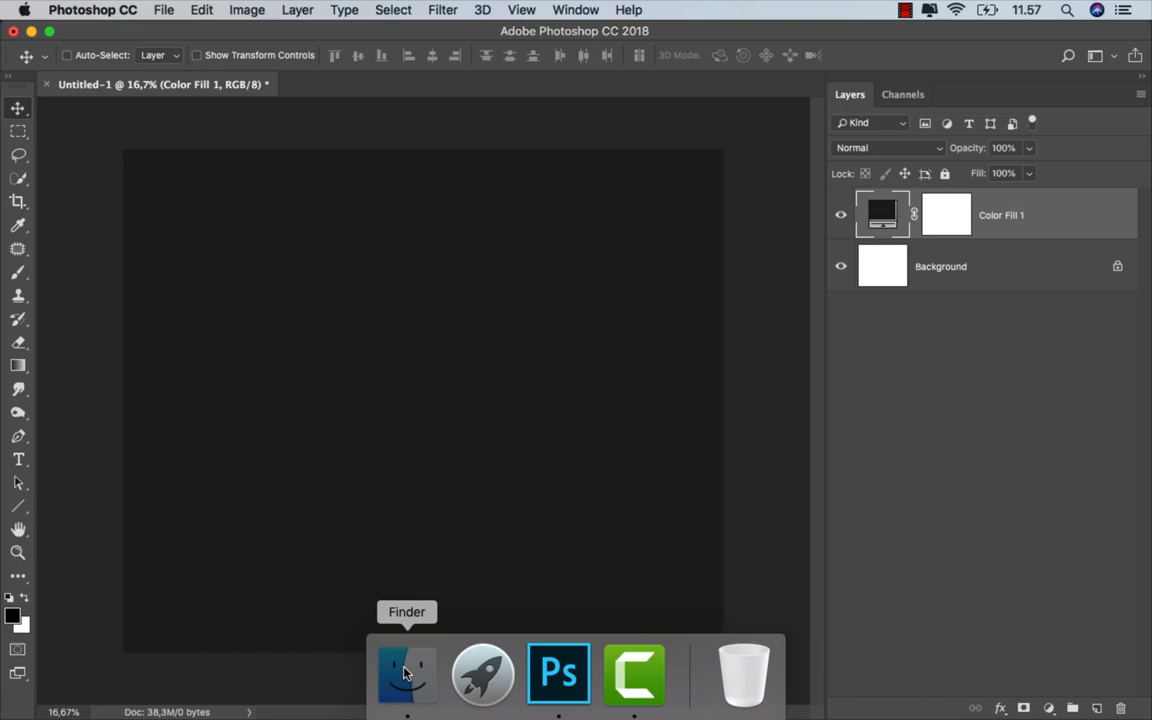 Photoshop CC File Edit Image Layer Type Select Filter 3D View Window Help 11.57
Adobe Photoshop CC 2018
Auto-Select: Layer Show Transform Controls 3D Mode:
Untitled-1 @ 16,7% (Color Fill 1, RGB/8) *
Layers Channels
Kind
Normal Opacity: 100%
Lock: Fill: 100%
Color Fill 1
Background
Finder
Ps
16,67% Doc: 38,3M/0 bytes